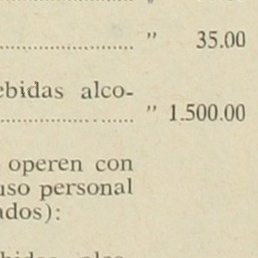 .......................... " 35.00
ebidas alco-
.......................... " 1.500.00
operen con
uso personal
ados):